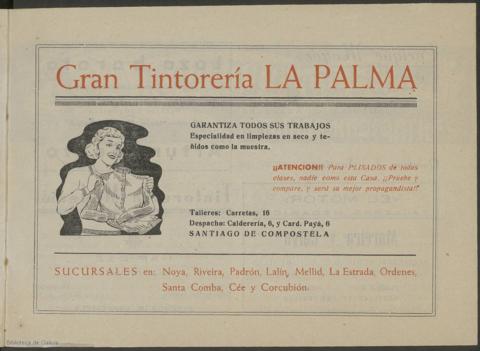 Gran Tintorería LA PALMA
GARANTIZA TODOS SUS TRABAJOS
Especialidad en limpiezas en seco y te-
ñidos como la muestra.
¡¡ATENCION!! Para PLISADOS de todas
clases, nadie como esta Casa. ¡¡Pruebe y
compare, y será su mejor propagandista!!
Talleres: Carretas, 16
Despacho: Calderería, 6, y Card. Payá, 6
SANTIAGO DE COMPOSTELA
SUCURSALES en: Noya, Riveira, Padrón, Lalín, Mellid, La Estrada, Ordenes,
Santa Comba, Cée y Corcubión.
Biblioteca de Galicia